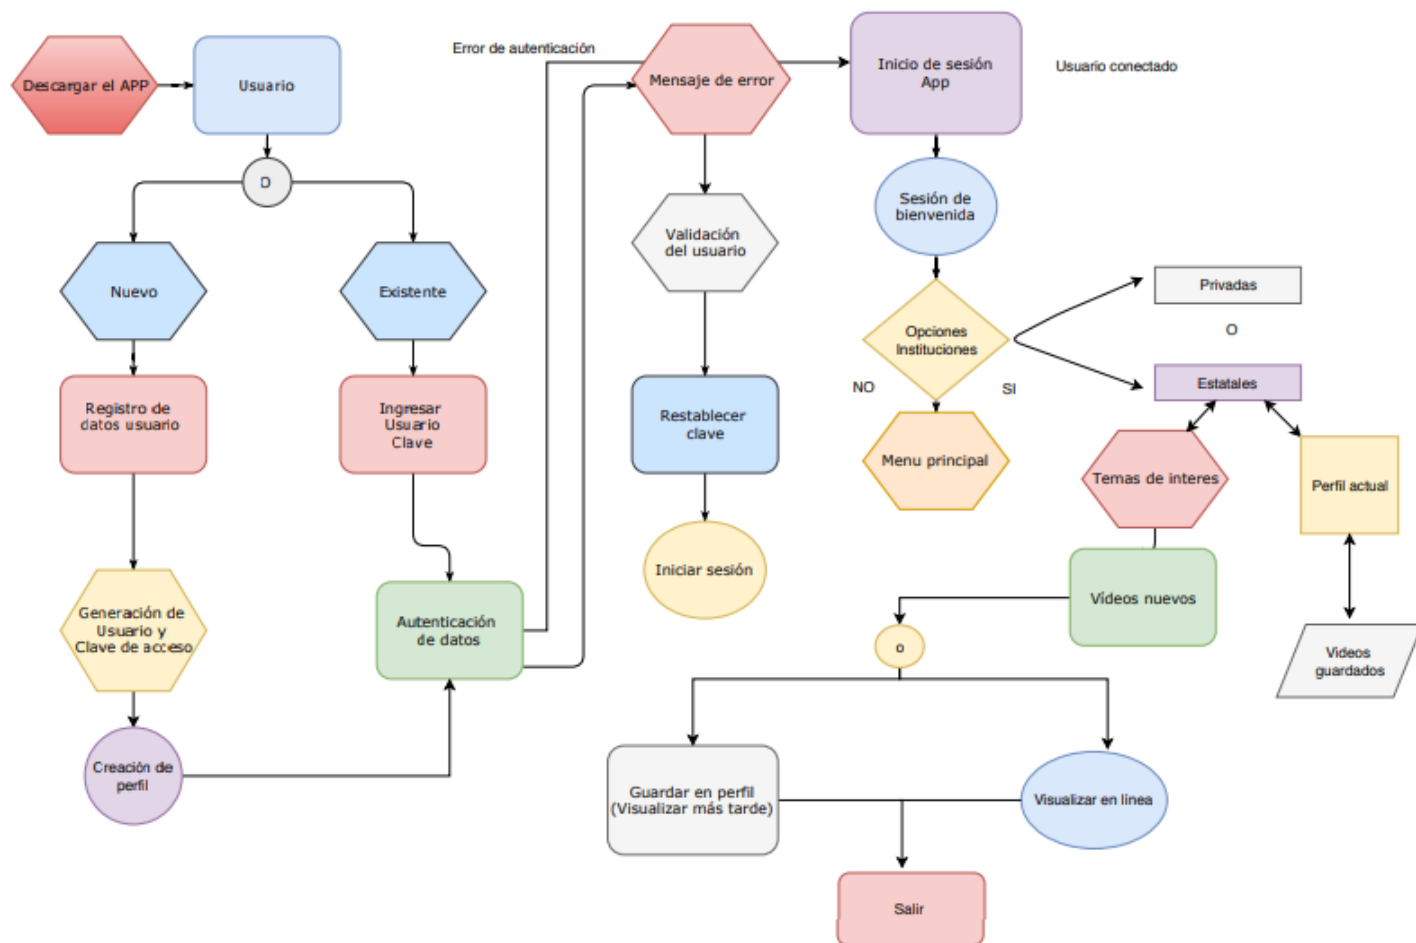 Error de autenticación
Descargar el APP
Usuario
Mensaje de error
Inicio de sesión
App
Usuario conectado
O
Sesión de
bienvenida
Validación
del usuario
Nuevo
Existente
Opciones
Instituciones
Privadas
O
Estatales
NO
SI
Registro de
datos usuario
Ingresar
Usuario
Clave
Restablecer
clave
Menu principal
Temas de interes
Perfil actual
Iniciar sesión
Generación de
Usuario y
Clave de acceso
Autenticación
de datos
Vídeos nuevos
o
Videos
guardados
Creación de
perfil
Guardar en perfil
(Visualizar más tarde)
Visualizar en línea
Salir